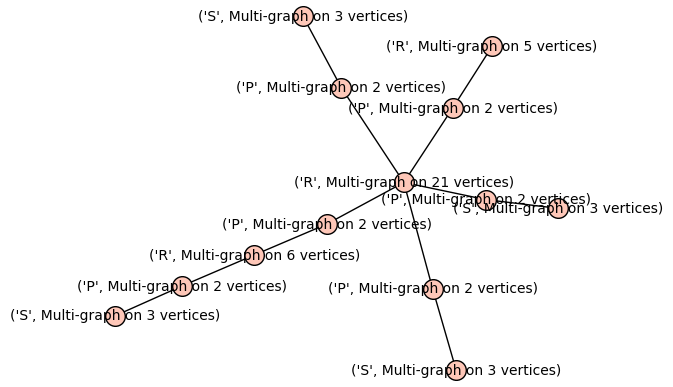 ('S', Multi-graph on 3 vertices)
('R', Multi-graph on 5 vertices)
('P', Multi-graph on 2 vertices)
('P', Multi-graph on 2 vertices)
('R', Multi-graph on 21 vertices)
('P', Multi-graph on 2 vertices)
('S', Multi-graph on 3 vertices)
('P', Multi-graph on 2 vertices)
('R', Multi-graph on 6 vertices)
('P', Multi-graph on 2 vertices)
('P', Multi-graph on 2 vertices)
('S', Multi-graph on 3 vertices)
('S', Multi-graph on 3 vertices)